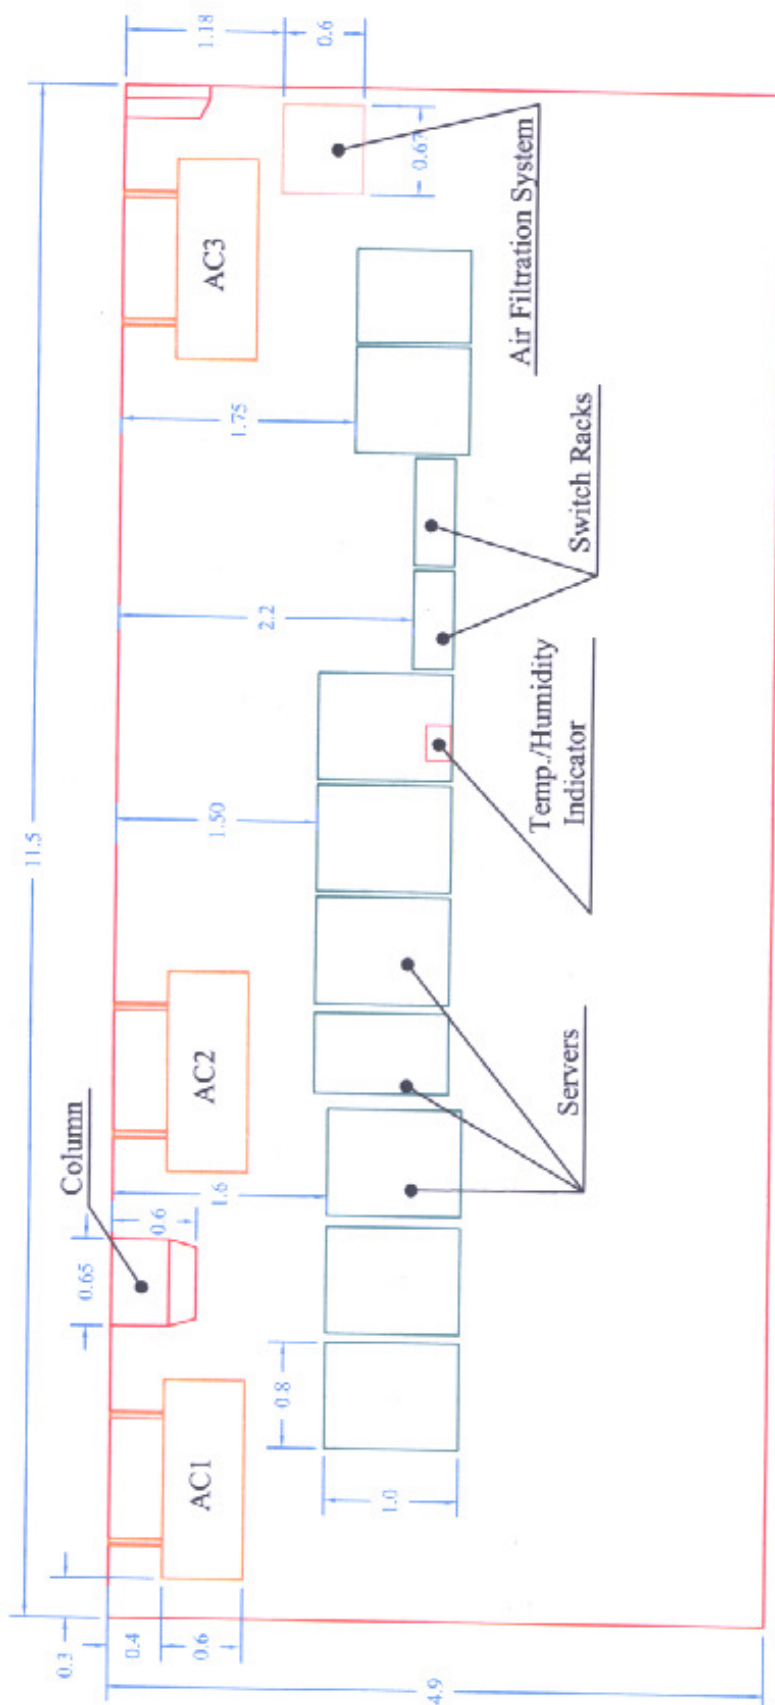 11.5
1.18
0.6
0.67
Air Filtration System
AC3
1.75
Switch Racks
2.2
Temp./Humidity
Indicator
1.50
AC2
Column
1.6
0.6
0.65
Servers
AC1
0.8
1.0
0.3
0.4
0.6
4.9